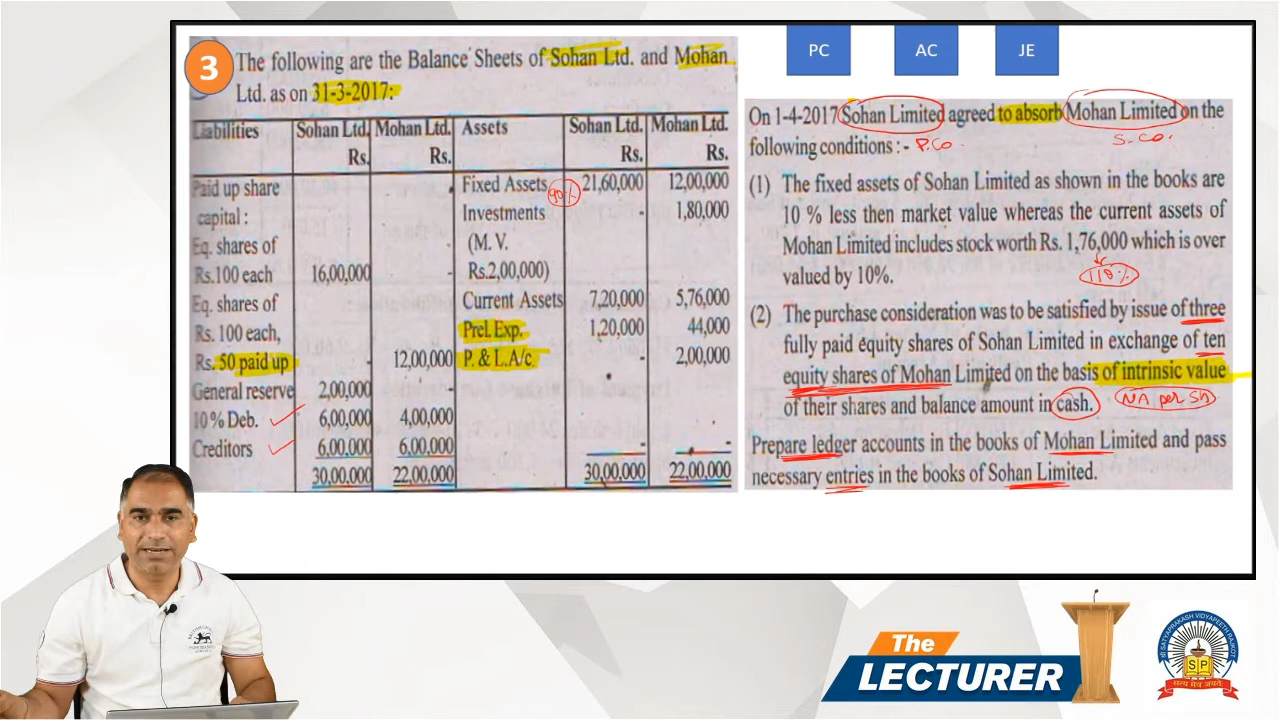 PC
AC
JE
3
The following are the Balance Sheets of Sohan Ltd. and Mohan
Ltd. as on 31-3-2017:
Liabilities Sohan Ltd. Mohan Ltd. Assets Sohan Ltd. Mohan Ltd.
Rs. Rs. Rs. Rs.
Paid up share Fixed Assets 90% 21,60,000 12,00,000
capital : Investments - 1,80,000
Eq. shares of - (M. V.
Rs.100 each 16,00,000 - Rs.2,00,000)
Eq. shares of Current Assets 7,20,000 5,76,000
Rs. 100 each, Prel. Exp. 1,20,000 44,000
Rs. 50 paid up - 12,00,000 P. & L.A/c. - 2,00,000
General reserve 2,00,000 -
10% Deb. 6,00,000 4,00,000
Creditors 6,00,000 6,00,000 - -
30,00,000 22,00,000 30,00,000 22,00,000
On 1-4-2017 Sohan Limited agreed to absorb Mohan Limited on the
following conditions :- P.Co. S.Co.
(1) The fixed assets of Sohan Limited as shown in the books are
10 % less then market value whereas the current assets of
Mohan Limited includes stock worth Rs. 1,76,000 which is over
valued by 10%. 110%
(2) The purchase consideration was to be satisfied by issue of three
fully paid equity shares of Sohan Limited in exchange of ten
equity shares of Mohan Limited on the basis of intrinsic value
of their shares and balance amount in cash. NA per Sh
Prepare ledger accounts in the books of Mohan Limited and pass
necessary entries in the books of Sohan Limited.
The
LECTURER
SHRI SATYAPRAKASH VIDYAPEETH RAJKOT
SP
सत्यमेव जयते